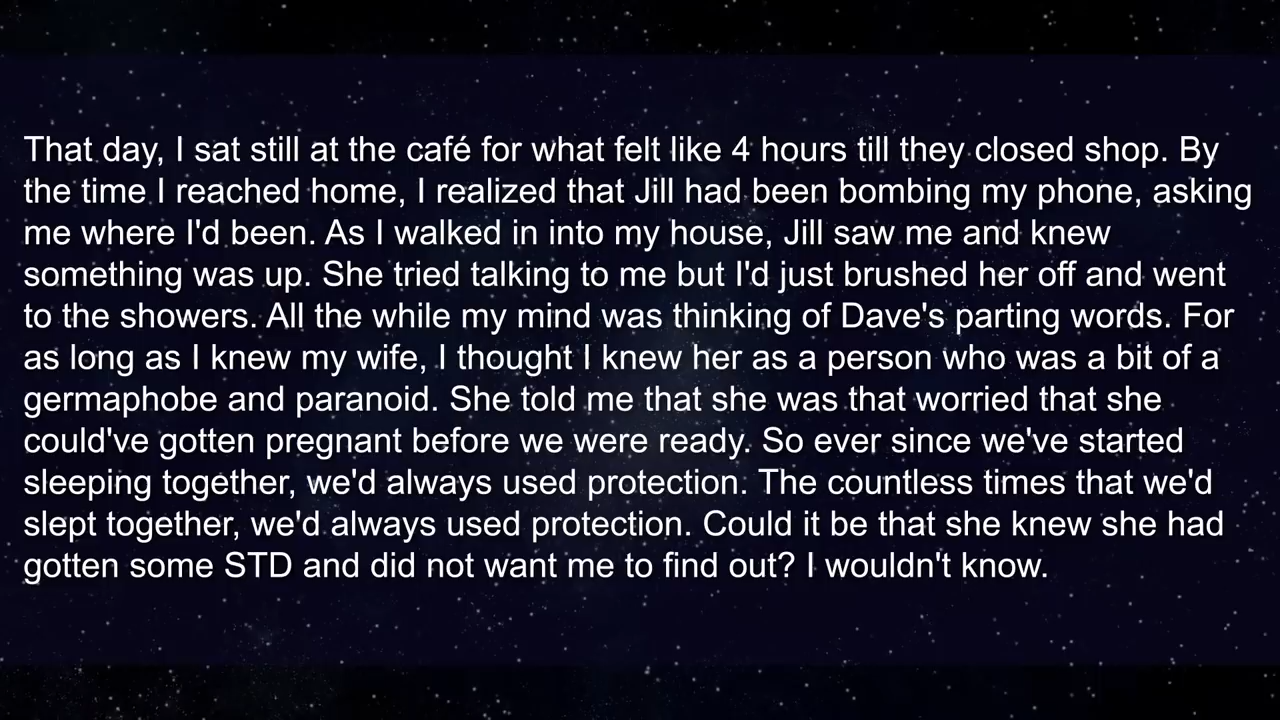 That day, I sat still at the café for what felt like 4 hours till they closed shop. By
the time I reached home, I realized that Jill had been bombing my phone, asking
me where I'd been. As I walked in into my house, Jill saw me and knew
something was up. She tried talking to me but I'd just brushed her off and went
to the showers. All the while my mind was thinking of Dave's parting words. For
as long as I knew my wife, I thought I knew her as a person who was a bit of a
germaphobe and paranoid. She told me that she was that worried that she
could've gotten pregnant before we were ready. So ever since we've started
sleeping together, we'd always used protection. The countless times that we'd
slept together, we'd always used protection. Could it be that she knew she had
gotten some STD and did not want me to find out? I wouldn't know.